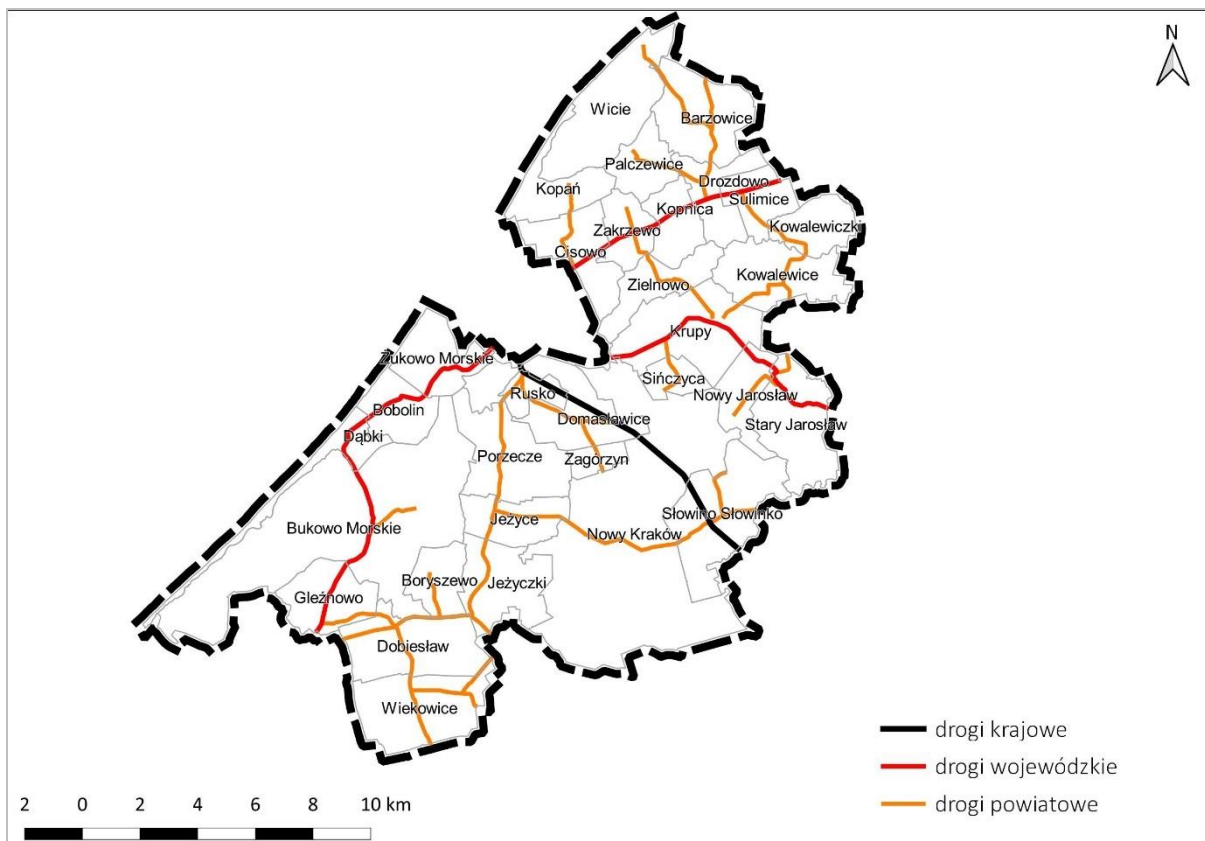 N
Wicie
Barzowice
Palczewice
Kopań
Drozdowo
Sulimice
Kopnica
Kowalewiczki
Zakrzewo
Cisowo
Kowalewice
Zielnowo
Krupy
Żukowo Morskie
Sińczyca
Rusko
Nowy Jarosław
Bobolin
Domasławice
Stary Jarosław
Dąbki
Porzecze
Zagórzyn
Bukowo Morskie
Jeżyce
Słowino Słowinko
Nowy Kraków
Boryszewo
Jeżyczki
Gleźnowo
Dobiesław
Wiekowice
drogi krajowe
drogi wojewódzkie
drogi powiatowe
2 0 2 4 6 8 10 km